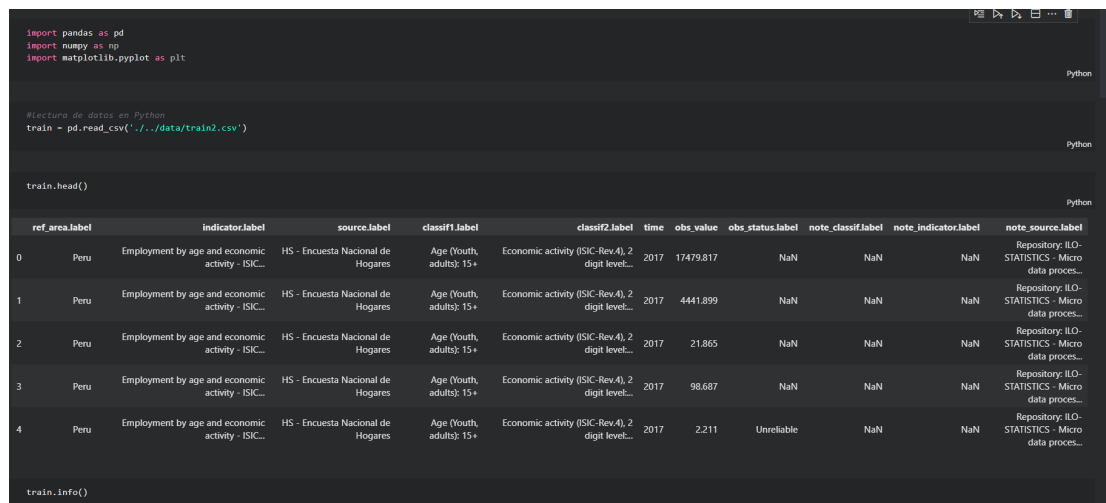 import pandas as pd
import numpy as np
import matplotlib.pyplot as plt
Python
#Lectura de datos en Python
train = pd.read_csv('./../data/train2.csv')
Python
train.head()
Python
ref_area.label indicator.label source.label classif1.label classif2.label time obs_value obs_status.label note_classif.label note_indicator.label note_source.label
0 Peru Employment by age and economic activity - ISIC... HS - Encuesta Nacional de Hogares Age (Youth, adults): 15+ Economic activity (ISIC-Rev.4), 2 digit level:... 2017 17479.817 NaN NaN NaN Repository: ILO-STATISTICS - Micro data proces...
1 Peru Employment by age and economic activity - ISIC... HS - Encuesta Nacional de Hogares Age (Youth, adults): 15+ Economic activity (ISIC-Rev.4), 2 digit level:... 2017 4441.899 NaN NaN NaN Repository: ILO-STATISTICS - Micro data proces...
2 Peru Employment by age and economic activity - ISIC... HS - Encuesta Nacional de Hogares Age (Youth, adults): 15+ Economic activity (ISIC-Rev.4), 2 digit level:... 2017 21.865 NaN NaN NaN Repository: ILO-STATISTICS - Micro data proces...
3 Peru Employment by age and economic activity - ISIC... HS - Encuesta Nacional de Hogares Age (Youth, adults): 15+ Economic activity (ISIC-Rev.4), 2 digit level:... 2017 98.687 NaN NaN NaN Repository: ILO-STATISTICS - Micro data proces...
4 Peru Employment by age and economic activity - ISIC... HS - Encuesta Nacional de Hogares Age (Youth, adults): 15+ Economic activity (ISIC-Rev.4), 2 digit level:... 2017 2.211 Unreliable NaN NaN Repository: ILO-STATISTICS - Micro data proces...
train.info()